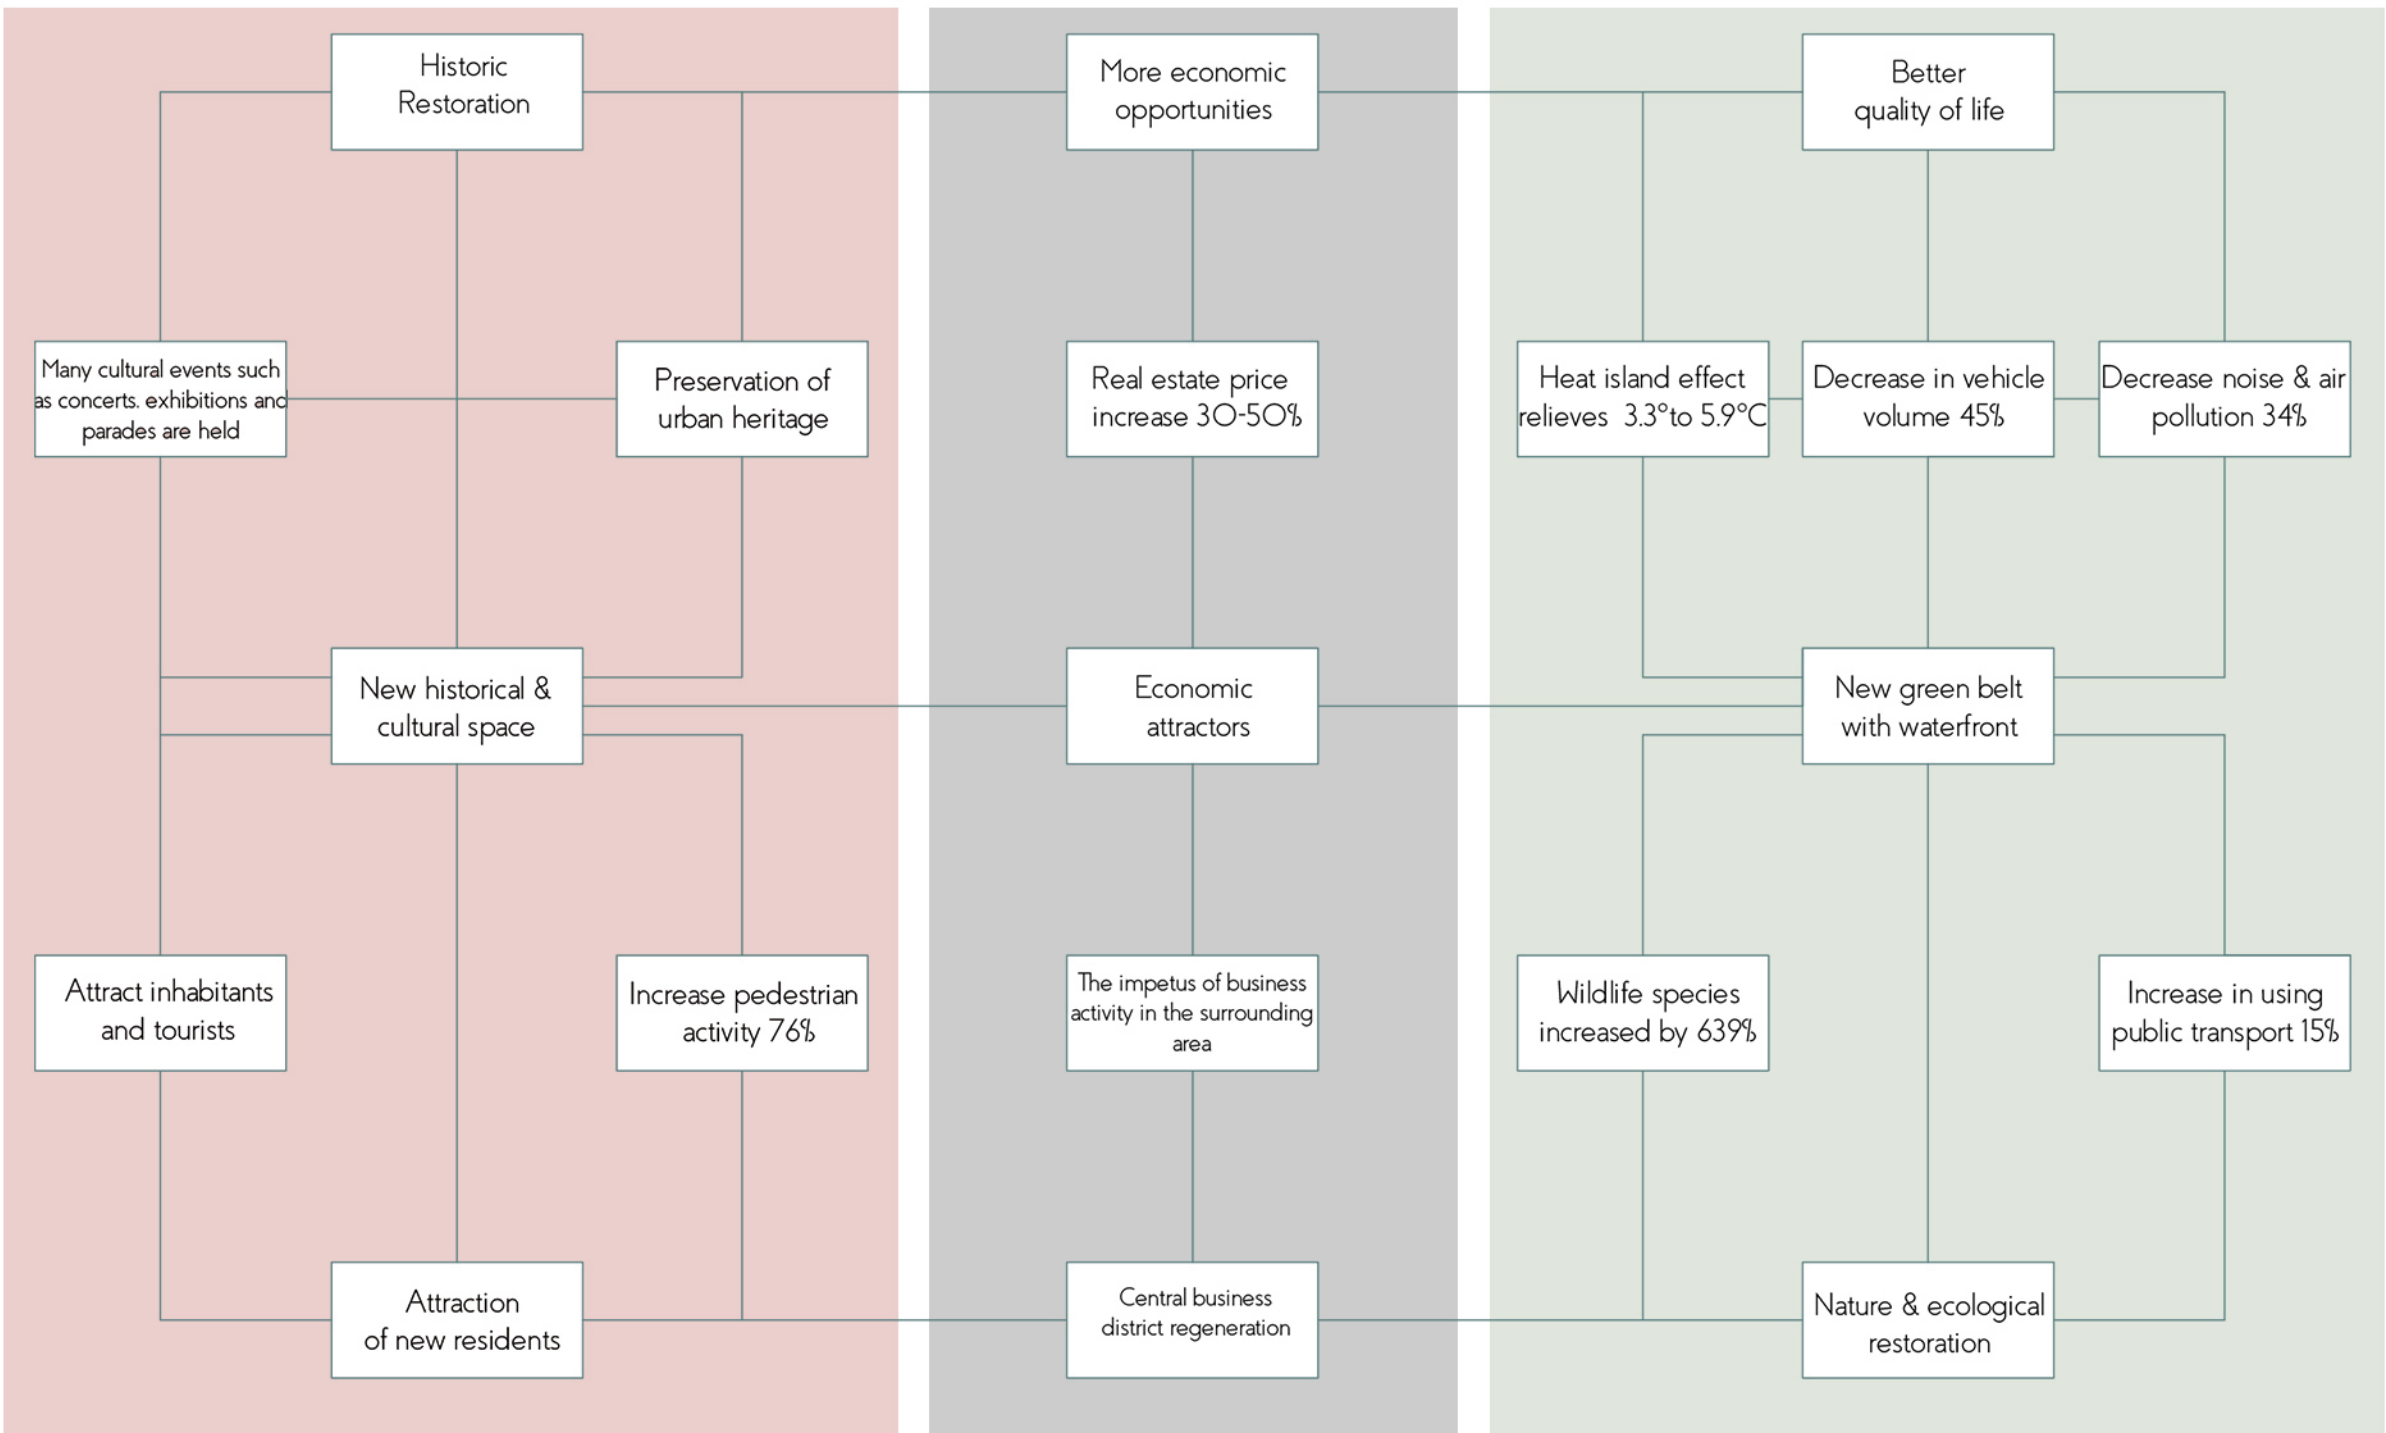 Historic
Restoration
More economic
opportunities
Better
quality of life
Many cultural events such
as concerts. exhibitions and
parades are held
Preservation of
urban heritage
Real estate price
increase 30-50%
Heat island effect
relieves 3.3°to 5.9°C
Decrease in vehicle
volume 45%
Decrease noise & air
pollution 34%
New historical &
cultural space
Economic
attractors
New green belt
with waterfront
Attract inhabitants
and tourists
Increase pedestrian
activity 76%
The impetus of business
activity in the surrounding
area
Wildlife species
increased by 639%
Increase in using
public transport 15%
Attraction
of new residents
Central business
district regeneration
Nature & ecological
restoration